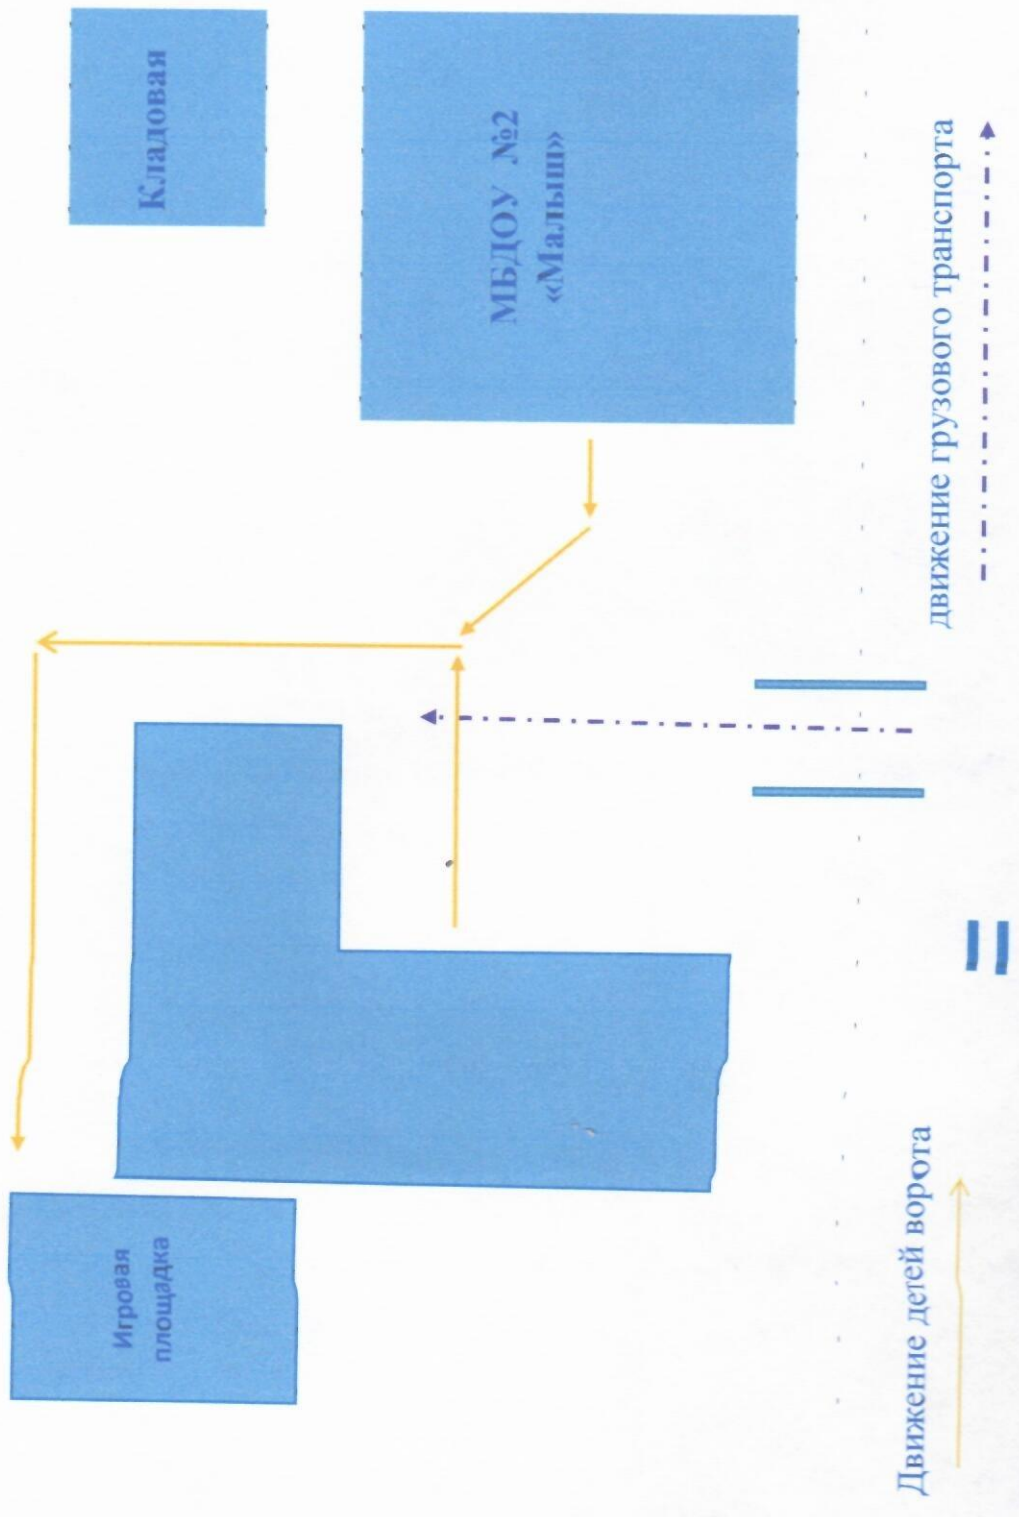 Кладовая
МБДОУ №2
«Малыш»
Игровая
площадка
Движение детей ворота
движение грузового транспорта